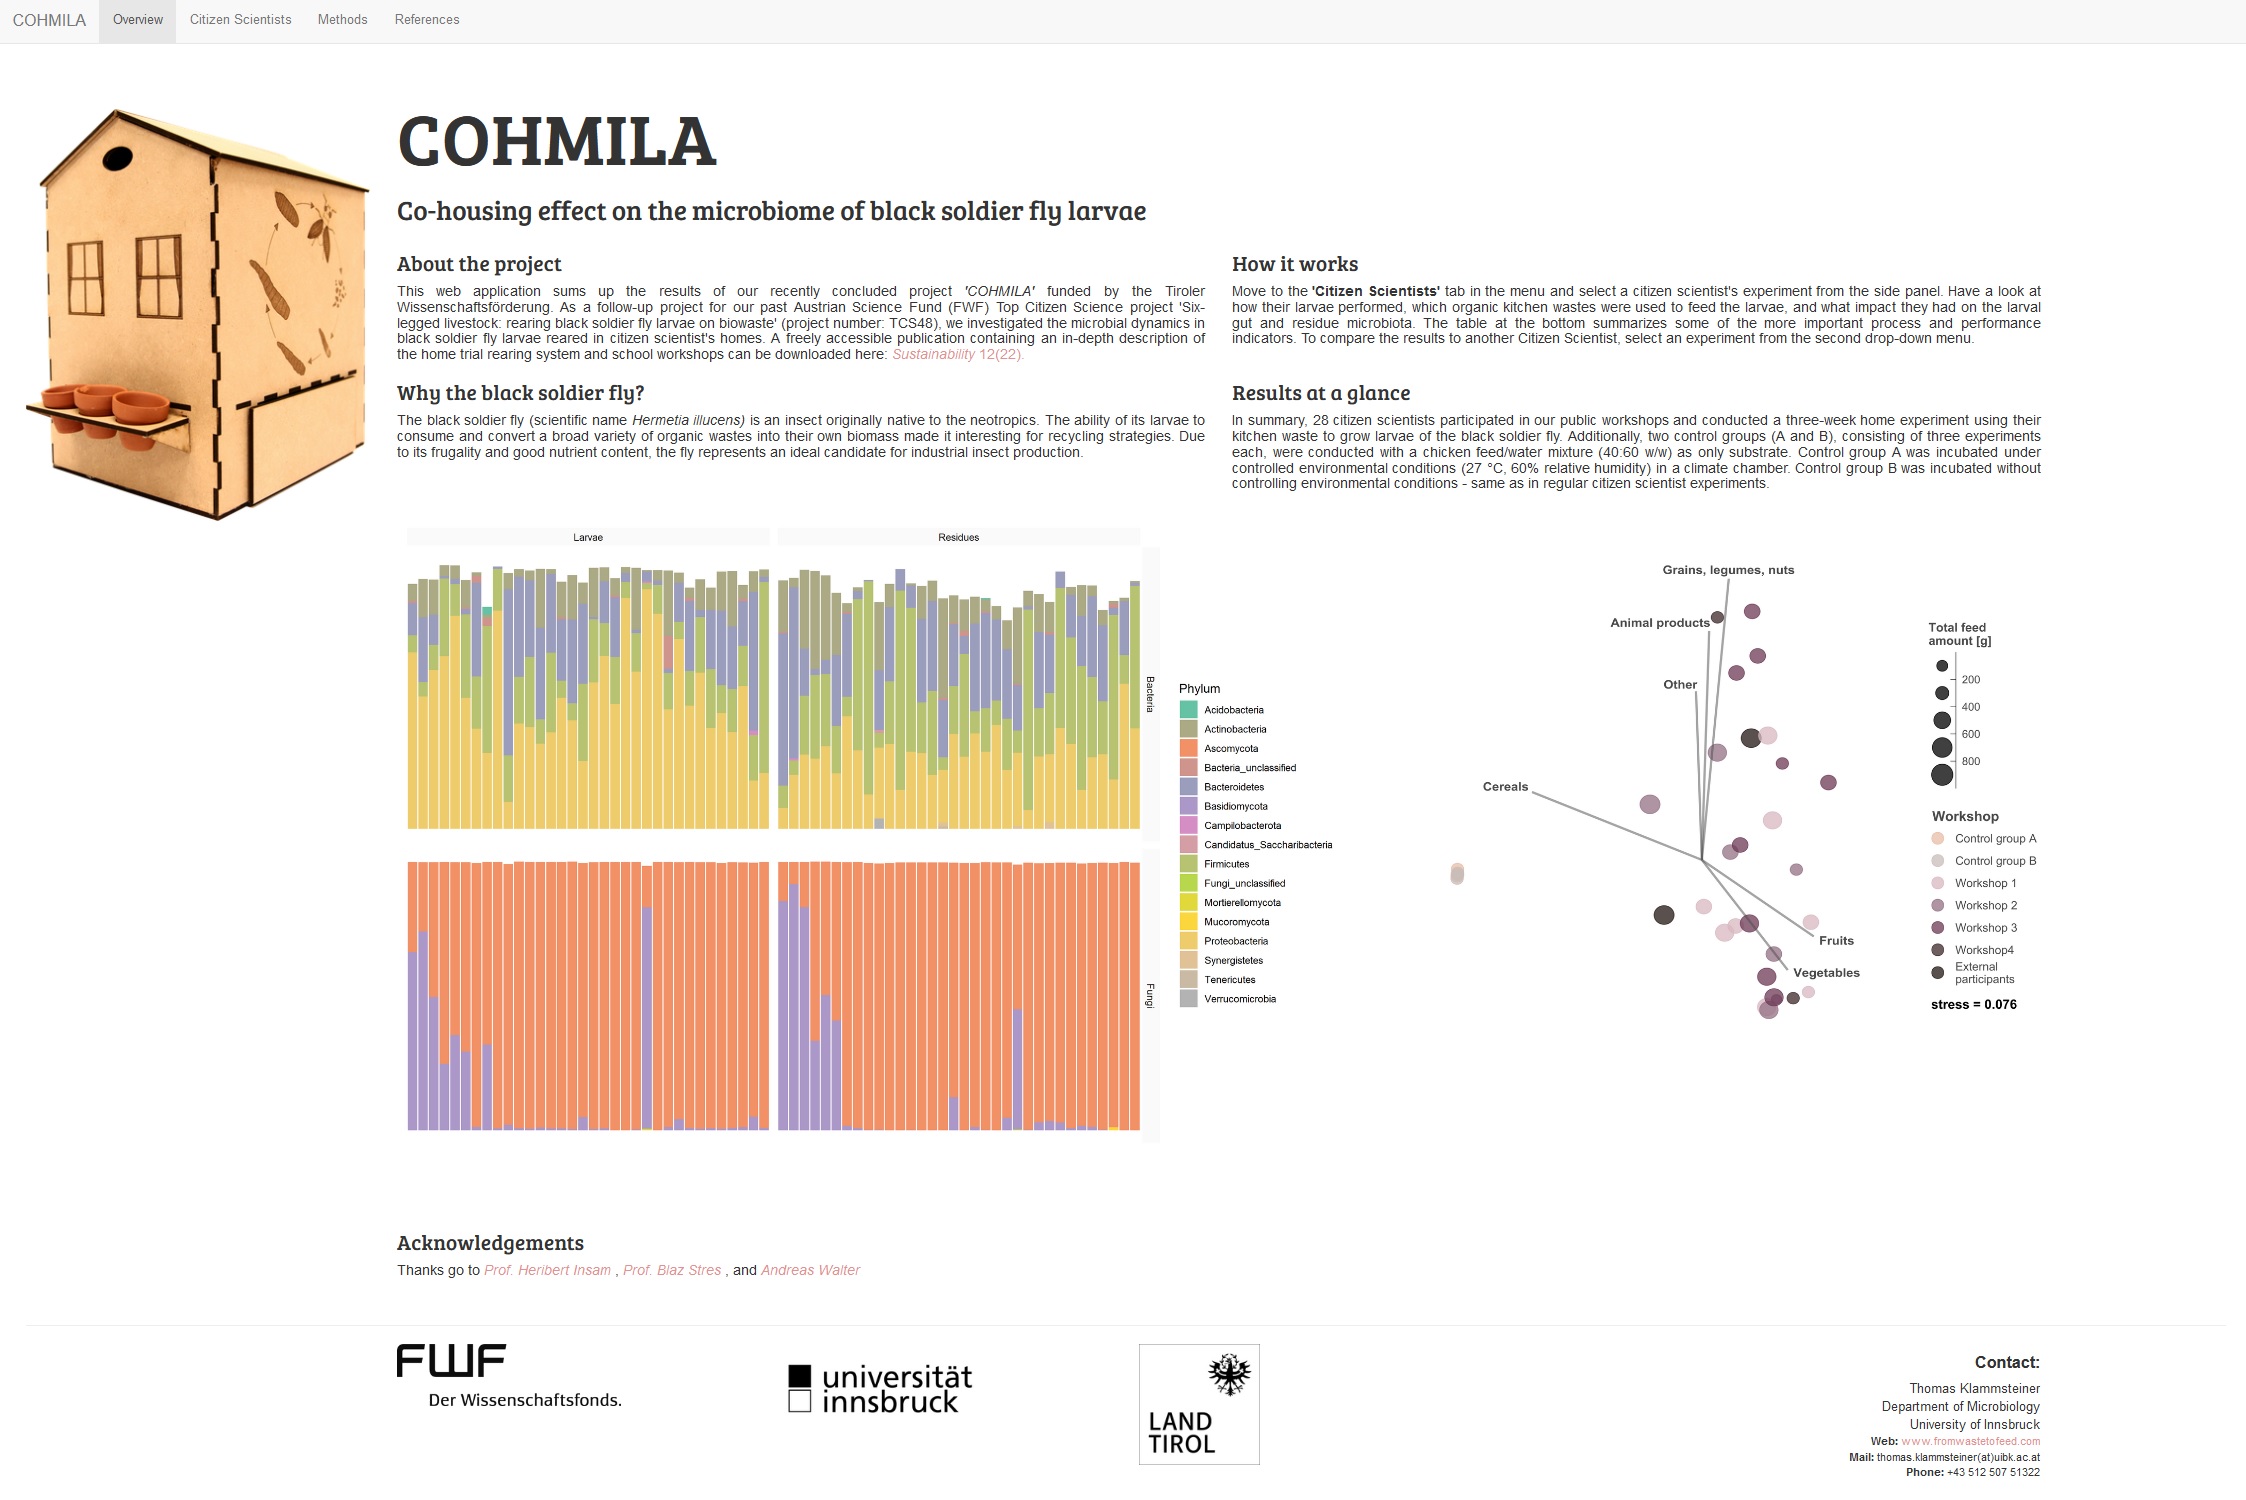 COHMILA Overview Citizen Scientists Methods References
COHMILA
Co-housing effect on the microbiome of black soldier fly larvae
About the project
This web application sums up the results of our recently concluded project 'COHMILA' funded by the Tiroler
Wissenschaftsförderung. As a follow-up project for our past Austrian Science Fund (FWF) Top Citizen Science project 'Six-
legged livestock: rearing black soldier fly larvae on biowaste' (project number: TCS48), we investigated the microbial dynamics in
black soldier fly larvae reared in citizen scientist's homes. A freely accessible publication containing an in-depth description of
the home trial rearing system and school workshops can be downloaded here: Sustainability 12(22).
How it works
Move to the 'Citizen Scientists' tab in the menu and select a citizen scientist's experiment from the side panel. Have a look at
how their larvae performed, which organic kitchen wastes were used to feed the larvae, and what impact they had on the larval
gut and residue microbiota. The table at the bottom summarizes some of the more important process and performance
indicators. To compare the results to another Citizen Scientist, select an experiment from the second drop-down menu.
Why the black soldier fly?
The black soldier fly (scientific name Hermetia illucens) is an insect originally native to the neotropics. The ability of its larvae to
consume and convert a broad variety of organic wastes into their own biomass made it interesting for recycling strategies. Due
to its frugality and good nutrient content, the fly represents an ideal candidate for industrial insect production.
Results at a glance
In summary, 28 citizen scientists participated in our public workshops and conducted a three-week home experiment using their
kitchen waste to grow larvae of the black soldier fly. Additionally, two control groups (A and B), consisting of three experiments
each, were conducted with a chicken feed/water mixture (40:60 w/w) as only substrate. Control group A was incubated under
controlled environmental conditions (27 °C, 60% relative humidity) in a climate chamber. Control group B was incubated without
controlling environmental conditions - same as in regular citizen scientist experiments.
Larvae
Residues
Bacteria
Fungi
Phylum
Acidobacteria
Actinobacteria
Ascomycota
Bacteria_unclassified
Bacteroidetes
Basidiomycota
Campilobacterota
Candidatus_Saccharibacteria
Firmicutes
Fungi_unclassified
Mortierellomycota
Mucoromycota
Proteobacteria
Synergistetes
Tenericutes
Verrucomicrobia
Grains, legumes, nuts
Animal products
Other
Cereals
Fruits
Vegetables
Total feed
amount [g]
200
400
600
800
Workshop
Control group A
Control group B
Workshop 1
Workshop 2
Workshop 3
Workshop4
External
participants
stress = 0.076
Acknowledgements
Thanks go to Prof. Heribert Insam , Prof. Blaz Stres , and Andreas Walter
FWF
Der Wissenschaftsfonds.
universität
innsbruck
LAND
TIROL
Contact:
Thomas Klammsteiner
Department of Microbiology
University of Innsbruck
Web: www.fromwastetofeed.com
Mail: thomas.klammsteiner(at)uibk.ac.at
Phone: +43 512 507 51322